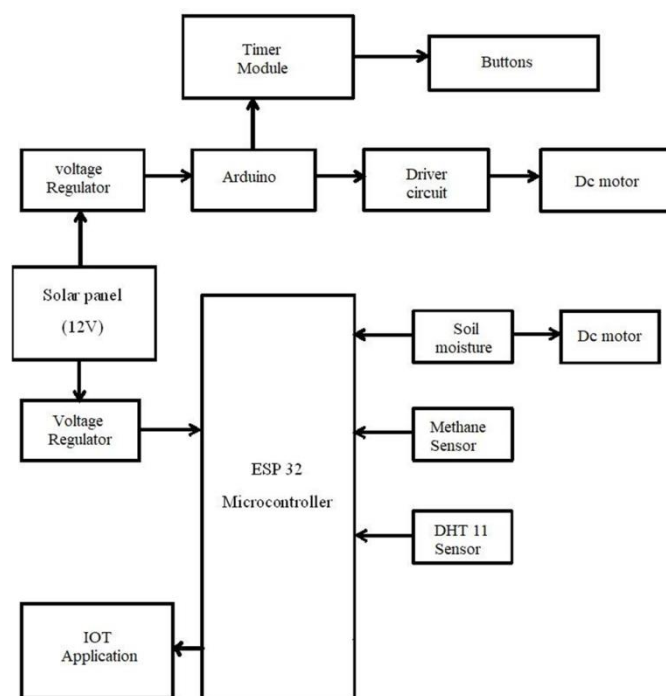 Timer
Module
Buttons
voltage
Regulator
Arduino
Driver
circuit
Dc motor
Solar panel
(12V)
Soil
moisture
Dc motor
Voltage
Regulator
Methane
Sensor
ESP 32
Microcontroller
DHT 11
Sensor
IOT
Application